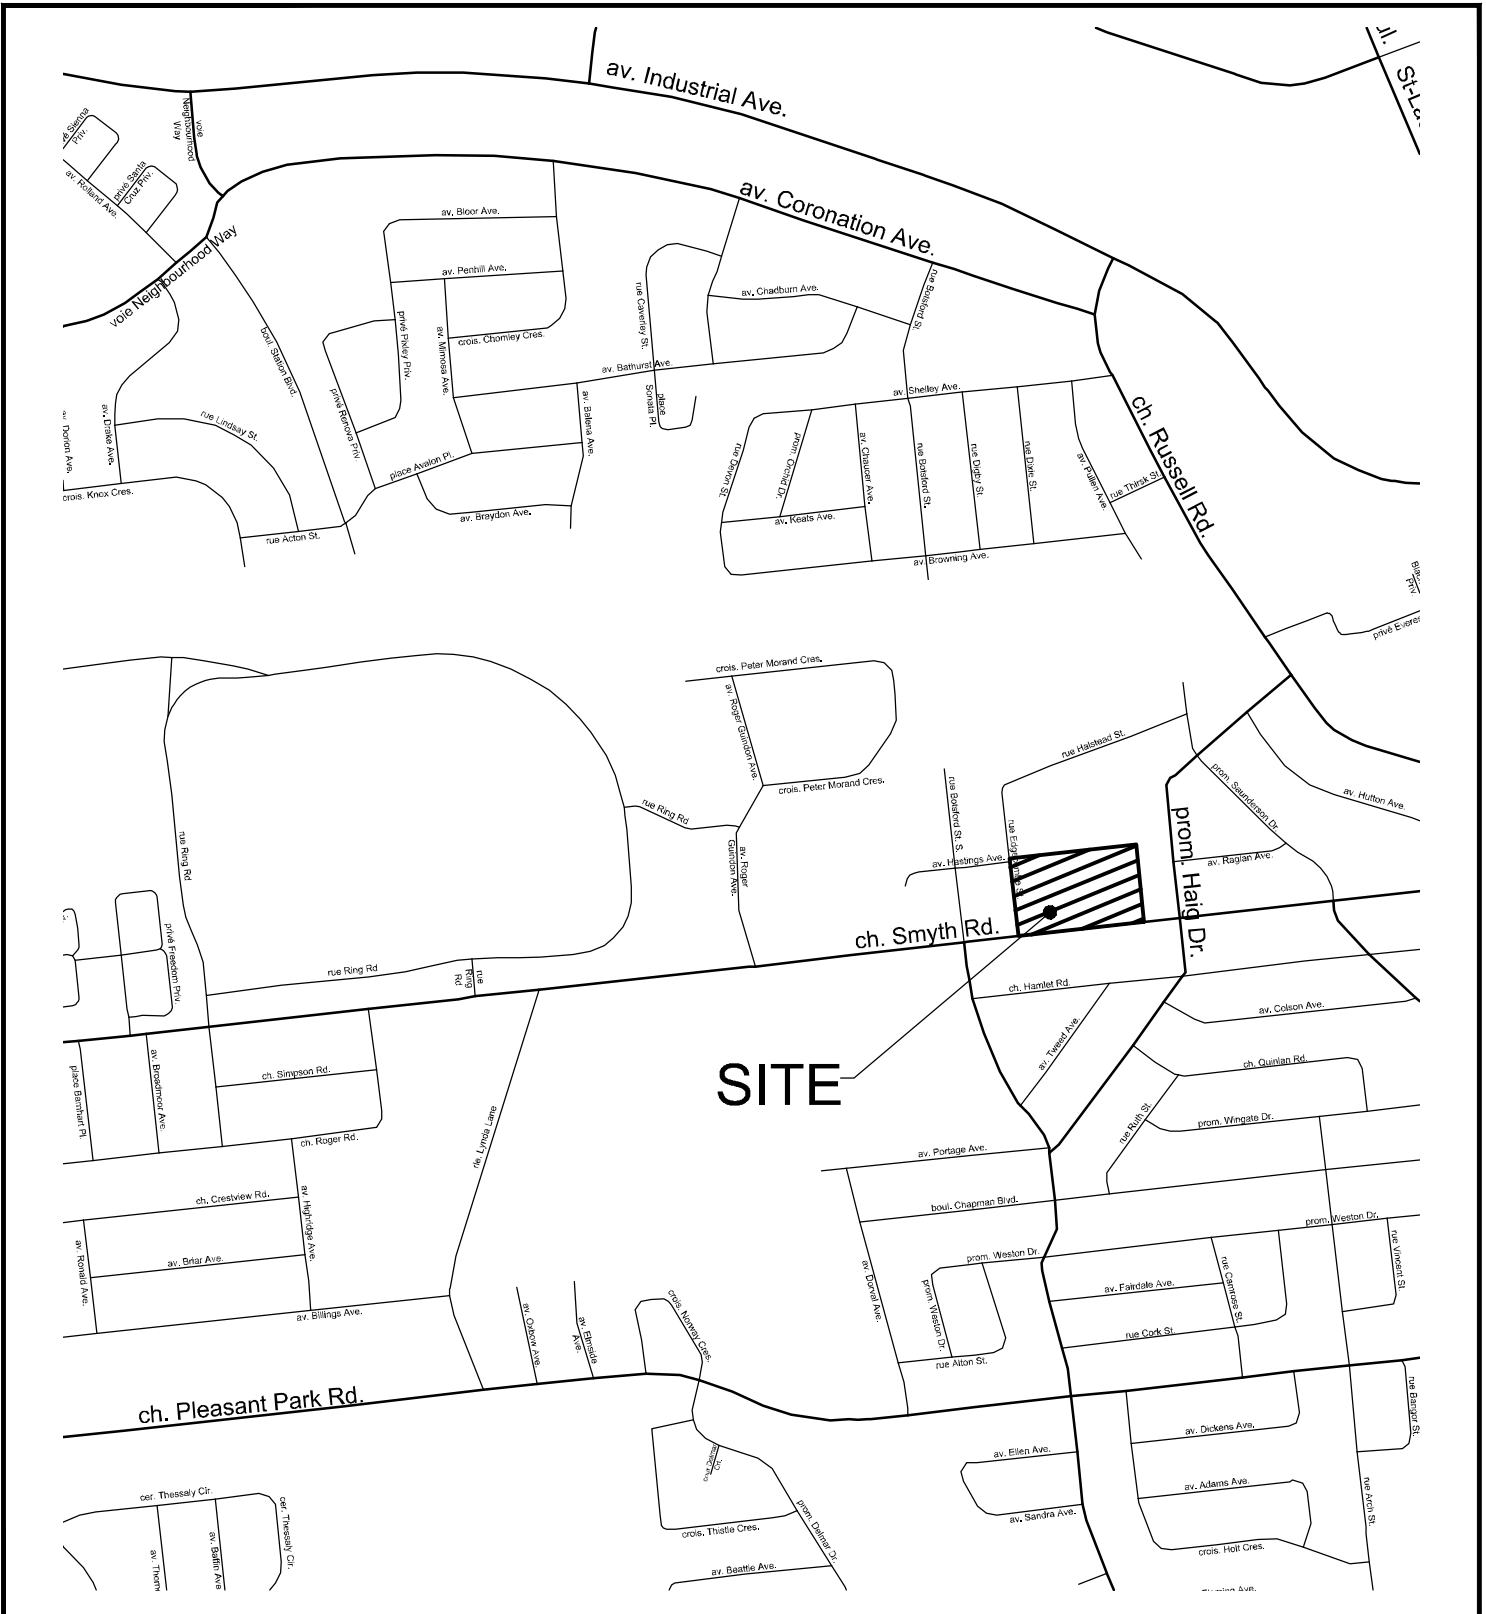 av. Industrial Ave.
St-La
voie
Neighbourhood
Way
Priv.
privé Santa
Cruz Priv.
av. Rolland Ave.
av. Coronation Ave.
av. Bloor Ave.
voie Neighbourhood Way
av. Penhill Ave.
rue Caverley St.
av. Chadburn Ave.
rue Botsford St.
boul. Station Blvd.
privé Pixley Priv.
av. Mimosa Ave.
crois. Chomley Cres.
av. Bathurst Ave.
place
Sonata Pl.
av. Shelley Ave.
privé Renova Priv.
av. Balena Ave.
av. Drake Ave.
rue Lindsay St.
ch. Russell Rd.
rue Devon St.
prom. Orchid Dr.
av. Chaucer Ave.
rue Botsford St.
rue Digby St.
rue Dixie St.
av. Pullen Ave.
rue Thirsk St.
place Avalon Pl.
crois. Knox Cres.
av. Braydon Ave.
av. Keats Ave.
rue Acton St.
av. Browning Ave.
Priv.
crois. Peter Morand Cres.
av. Roger Guindon Ave.
rue Halstead St.
crois. Peter Morand Cres.
rue Ring Rd
rue Botsford St. S.
prom. Saunderson Dr
av. Hutton Ave.
rue Ring Rd
av. Roger
Guindon Ave.
av. Hastings Ave.
prom. Haig Dr.
av. Raglan Ave.
ch. Smyth Rd.
privé Freedom Priv.
rue Ring Rd
rue
Ring
Rd
ch. Hamlet Rd.
av. Colson Ave.
av. Tweed Ave.
SITE
place Barnhart Pl.
av. Broadmoor Ave.
ch. Simpson Rd.
ch. Quinlan Rd.
rue Ruth St.
prom. Wingate Dr.
ch. Roger Rd.
rle. Lynda Lane
av. Portage Ave.
ch. Crestview Rd.
av. Highridge Ave.
boul. Chapman Blvd.
prom. Weston Dr.
av. Ronald Ave.
av. Briar Ave.
prom. Weston Dr.
rue Vincent St.
av. Dorval Ave.
prom. Weston Dr.
av. Fairdale Ave.
rue Camrose St.
av. Billings Ave.
av. Oxbow Ave.
av. Elmside
Ave.
crois. Norway Cres.
rue Cork St.
rue Alton St.
ch. Pleasant Park Rd.
rue Bangor St.
av. Dickens Ave.
av. Ellen Ave.
av. Adams Ave.
rue Arch St.
cer. Thessaly Cir.
cer. Thessaly Cir.
av. Sandra Ave.
crois. Thistle Cres.
prom. Delmar Dr.
av. Baffin Ave
crois. Holt Cres.
av. Beattie Ave.